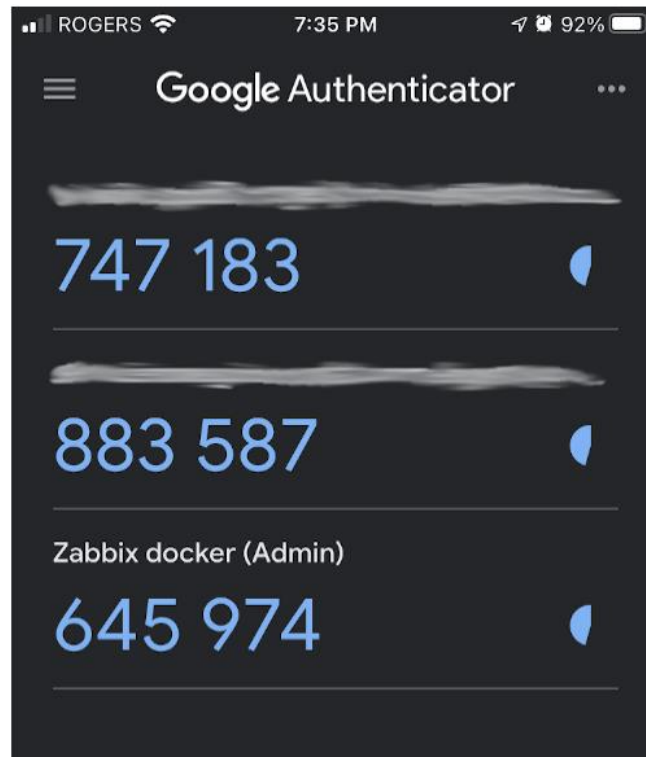 ROGERS 7:35 PM 92%
Google Authenticator
747 183
883 587
Zabbix docker (Admin)
645 974